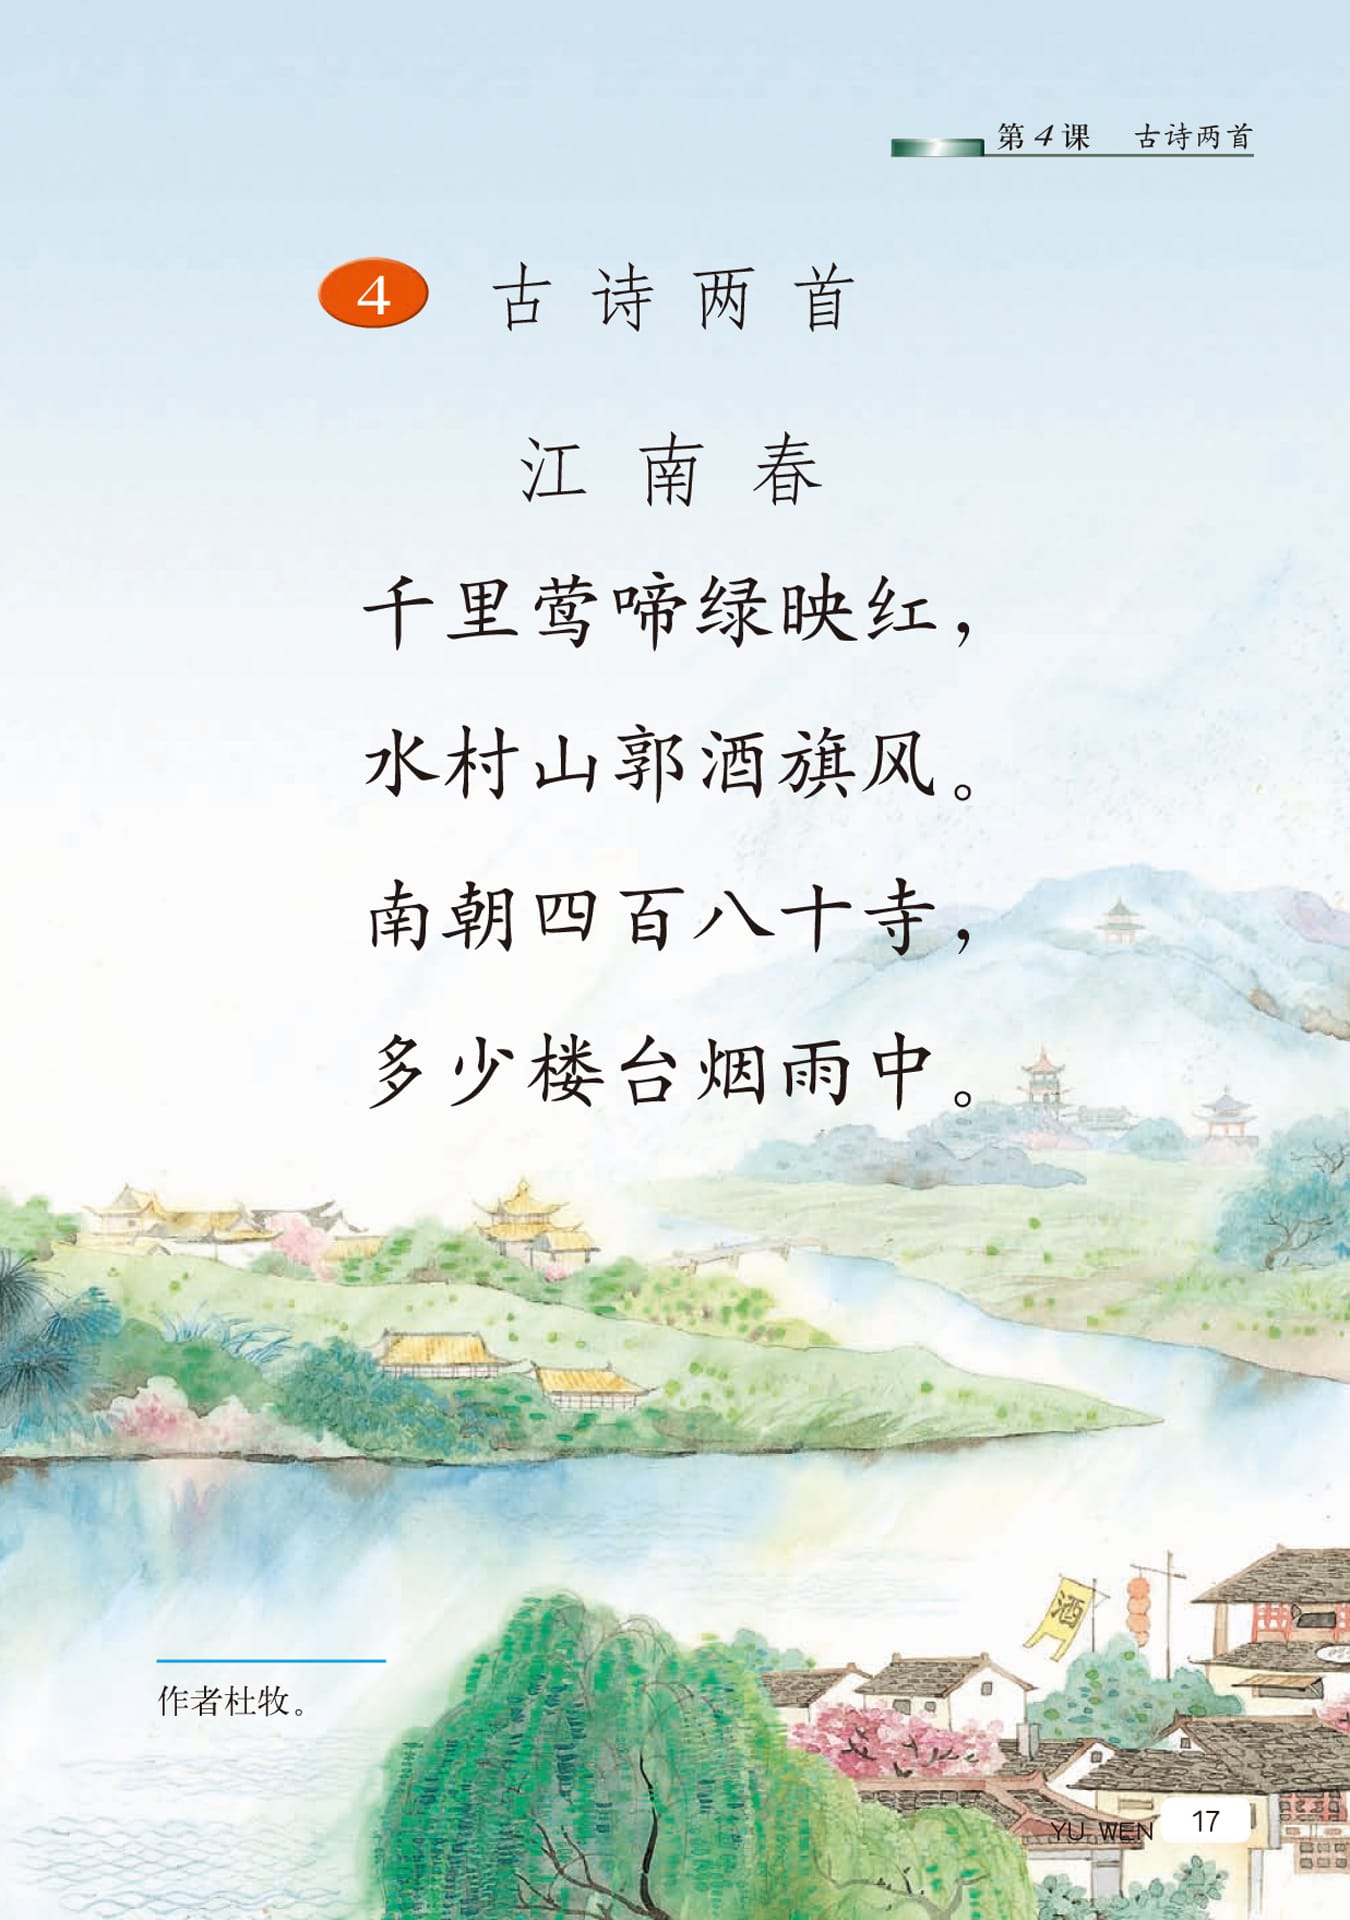 第4课 古诗两首
4 古诗两首
江南春
千里莺啼绿映红，
水村山郭酒旗风。
南朝四百八十寺，
多少楼台烟雨中。
酒
作者杜牧。
YU WEN 17